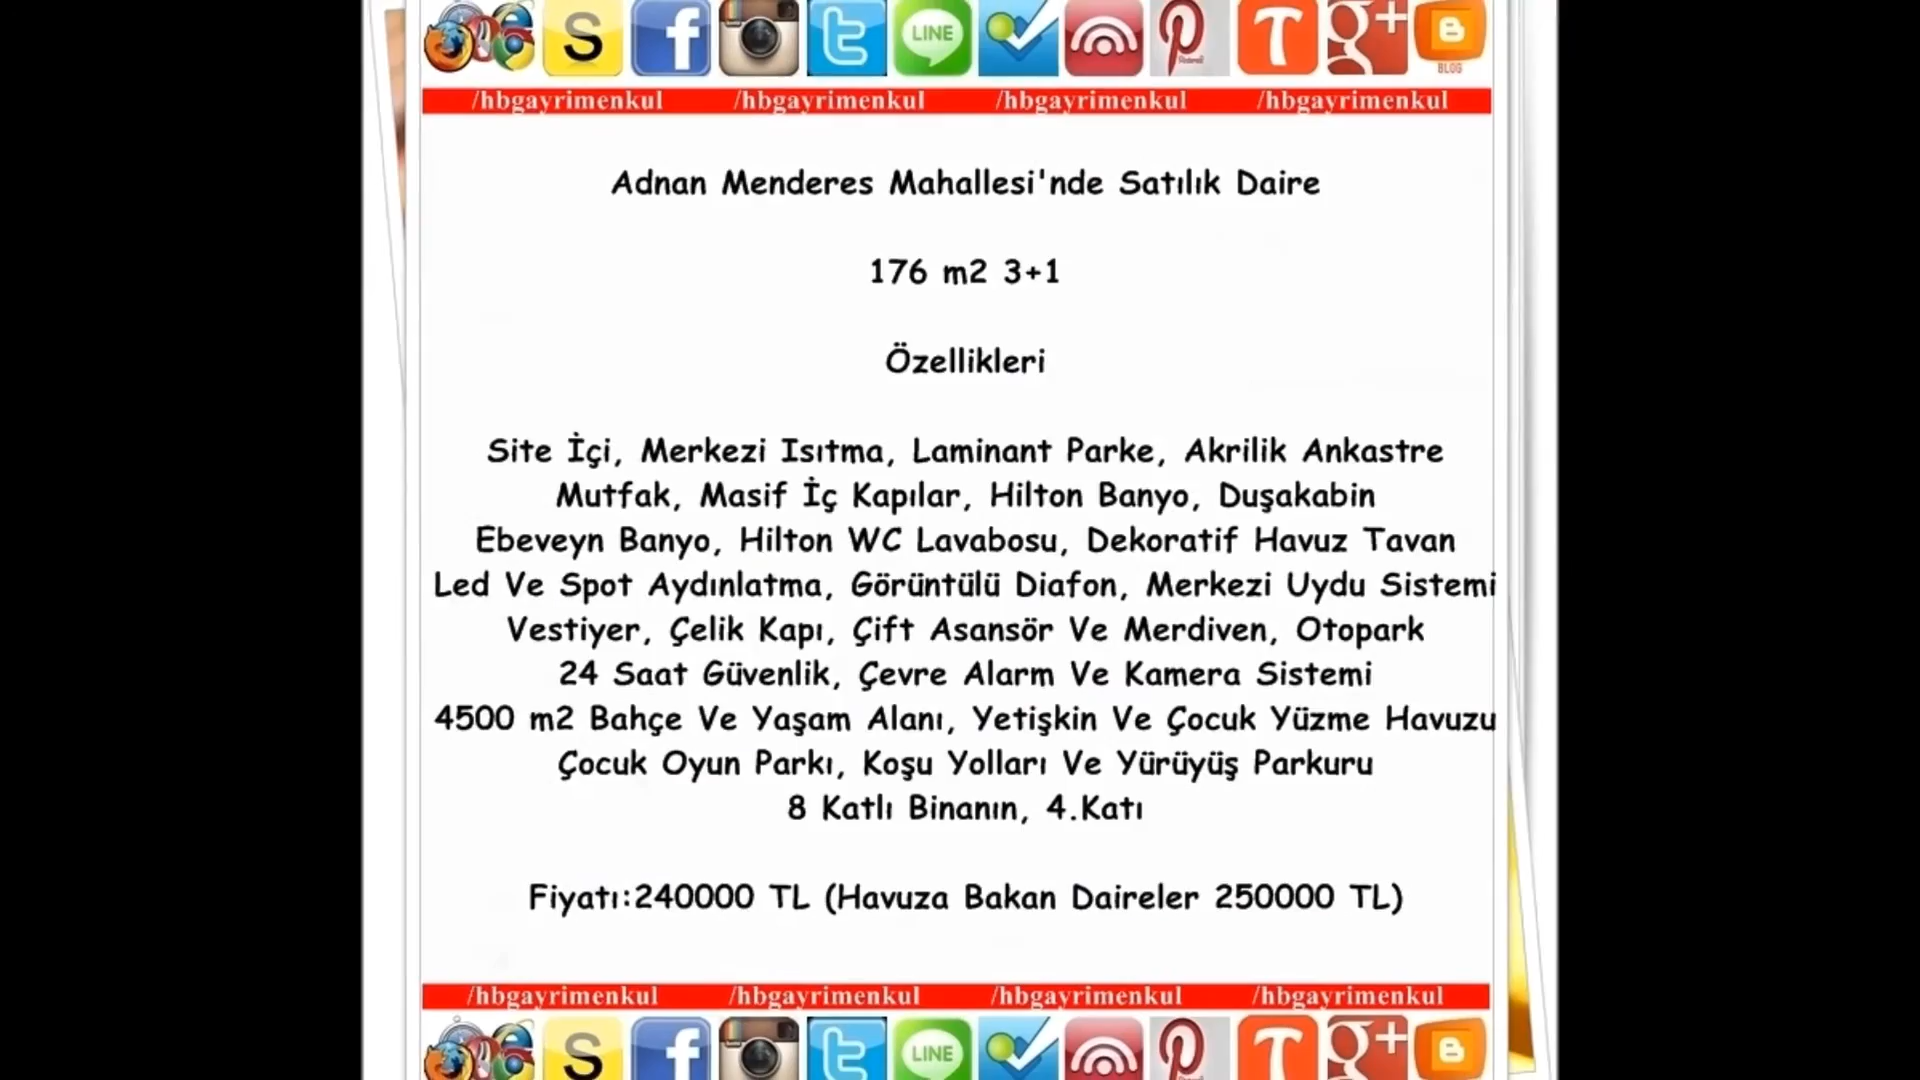 S f t LINE P Pinterest T g+ B
BLOG
/hbgayrimenkul /hbgayrimenkul /hbgayrimenkul /hbgayrimenkul
Adnan Menderes Mahallesi'nde Satılık Daire
176 m2 3+1
Özellikleri
Site İçi, Merkezi Isıtma, Laminant Parke, Akrilik Ankastre
Mutfak, Masif İç Kapılar, Hilton Banyo, Duşakabin
Ebeveyn Banyo, Hilton WC Lavabosu, Dekoratif Havuz Tavan
Led Ve Spot Aydınlatma, Görüntülü Diafon, Merkezi Uydu Sistemi
Vestiyer, Çelik Kapı, Çift Asansör Ve Merdiven, Otopark
24 Saat Güvenlik, Çevre Alarm Ve Kamera Sistemi
4500 m2 Bahçe Ve Yaşam Alanı, Yetişkin Ve Çocuk Yüzme Havuzu
Çocuk Oyun Parkı, Koşu Yolları Ve Yürüyüş Parkuru
8 Katlı Binanın, 4.Katı
Fiyatı:240000 TL (Havuza Bakan Daireler 250000 TL)
/hbgayrimenkul /hbgayrimenkul /hbgayrimenkul /hbgayrimenkul
S f t LINE P T g+ B